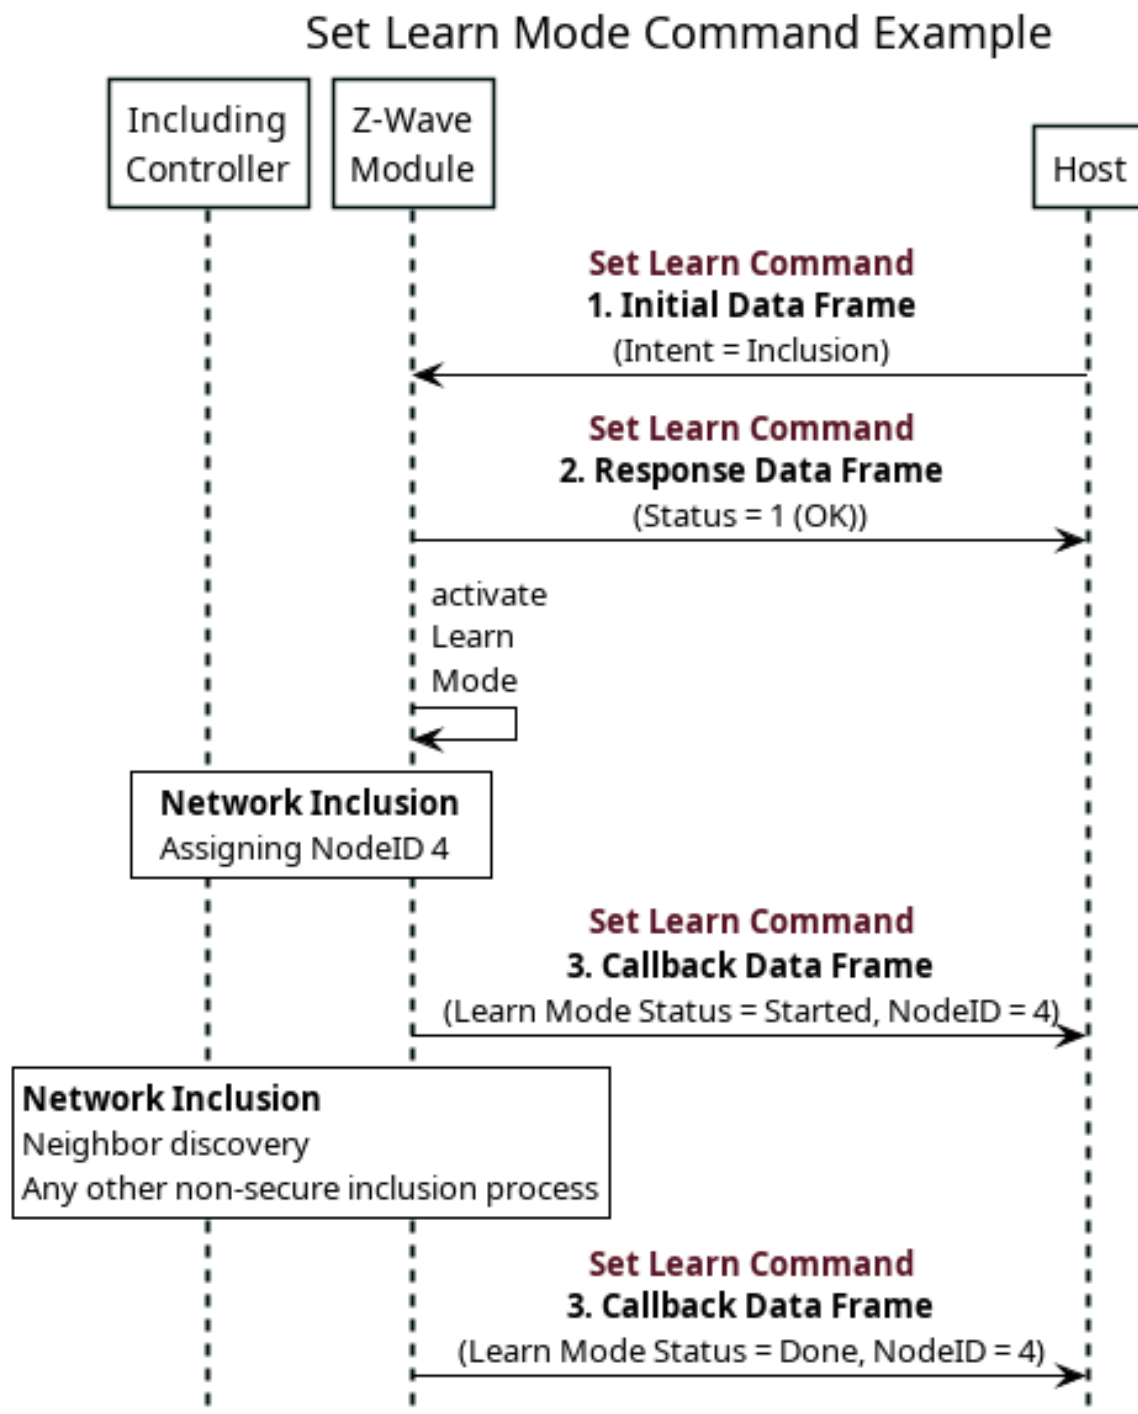 Set Learn Mode Command Example
Including
Controller
Z-Wave
Module
Host
Set Learn Command
1. Initial Data Frame
(Intent = Inclusion)
Set Learn Command
2. Response Data Frame
(Status = 1 (OK))
activate
Learn
Mode
Network Inclusion
Assigning NodeID 4
Set Learn Command
3. Callback Data Frame
(Learn Mode Status = Started, NodeID = 4)
Network Inclusion
Neighbor discovery
Any other non-secure inclusion process
Set Learn Command
3. Callback Data Frame
(Learn Mode Status = Done, NodeID = 4)